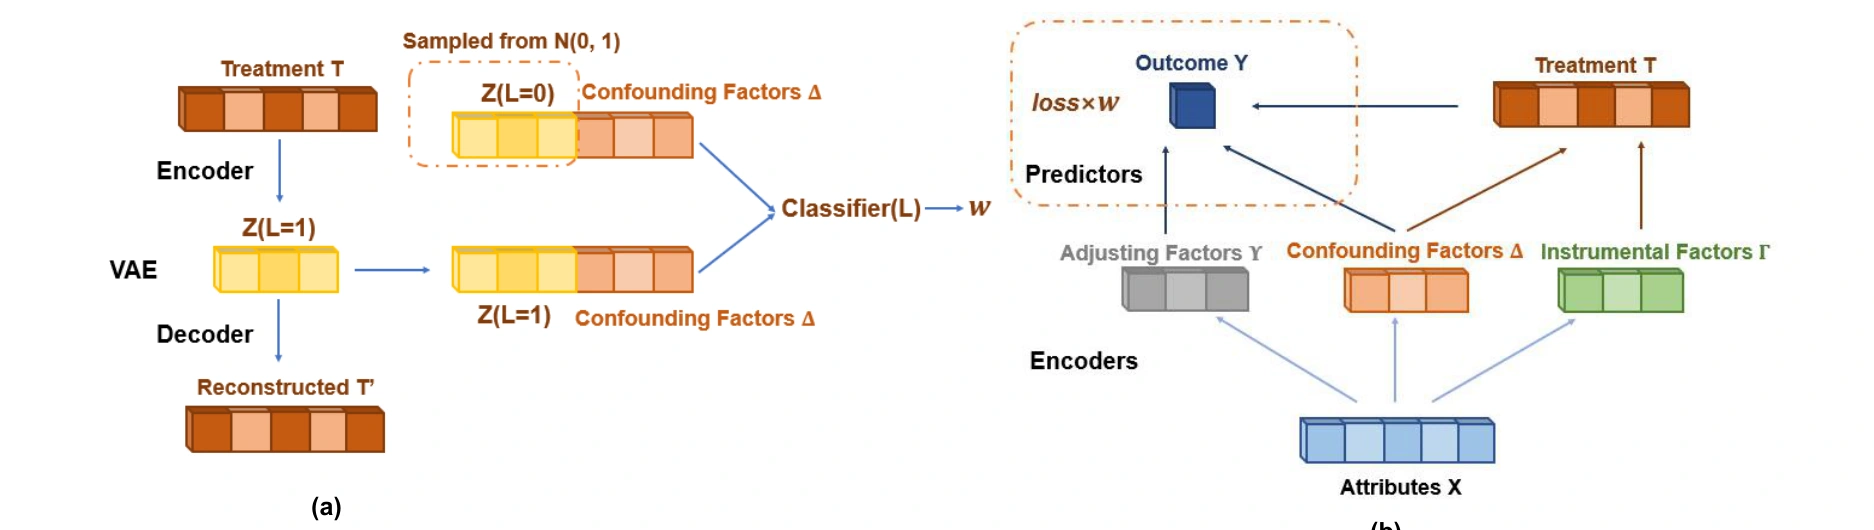 Sampled from N(0, 1)
Treatment T
Z(L=0)
Confounding Factors Δ
Encoder
Z(L=1)
Classifier(L)
w
VAE
Z(L=1)
Confounding Factors Δ
Decoder
Reconstructed T’
(a)
Outcome Y
Treatment T
loss×w
Predictors
Adjusting Factors ϒ
Confounding Factors Δ
Instrumental Factors Γ
Encoders
Attributes X
(b)